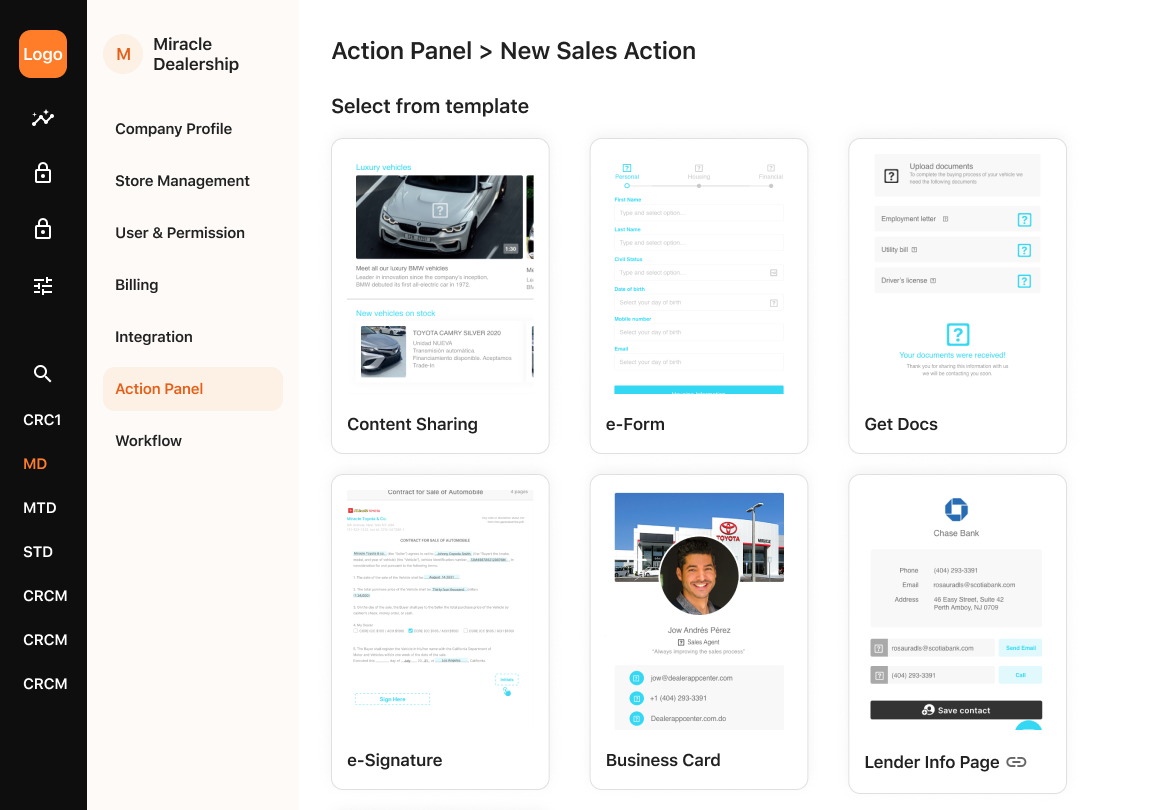 Logo
CRC1
MD
MTD
STD
CRCM
CRCM
CRCM
M
Miracle
Dealership
Company Profile
Store Management
User & Permission
Billing
Integration
Action Panel
Workflow
Action Panel > New Sales Action
Select from template
Luxury vehicles
1:30
Meet all our luxury BMW vehicles
Leader in innovation since the company's inception.
BMW debuted its first all-electric car in 1972.
New vehicles on stock
TOYOTA CAMRY SILVER 2020
Unidad NUEVA
Transmisión automática.
Financiamiento disponible. Aceptamos
Trade-In
Content Sharing
Personal
Housing
Financial
First Name
Type and select option...
Last Name
Type and select option...
Civil Status
Type and select option...
Date of birth
Select your day of birth
Mobile number
Select your day of birth
Email
Select your day of birth
e-Form
Upload documents
To complete the buying process of your vehicle we
need the following documents
Employment letter
Utility bill
Driver's license
Your documents were received!
Thank you for sharing this information with us
we will be contacting you soon.
Get Docs
Contract for Sale of Automobile
4 pages
Miracle Toyota & Co.
CONTRACT FOR SALE OF AUTOMOBILE
Sign Here
e-Signature
TOYOTA
Jow Andrés Pérez
Sales Agent
"Always improving the sales process"
jow@dealerappcenter.com
+1 (404) 293-3391
Dealerappcenter.com.do
Business Card
Chase Bank
Phone (404) 293-3391
Email rosauradls@scotiabank.com
Address 46 Easy Street, Suite 42
Perth Amboy, NJ 0709
rosauradls@scotiabank.com
Send Email
(404) 293-3391
Call
Save contact
Lender Info Page